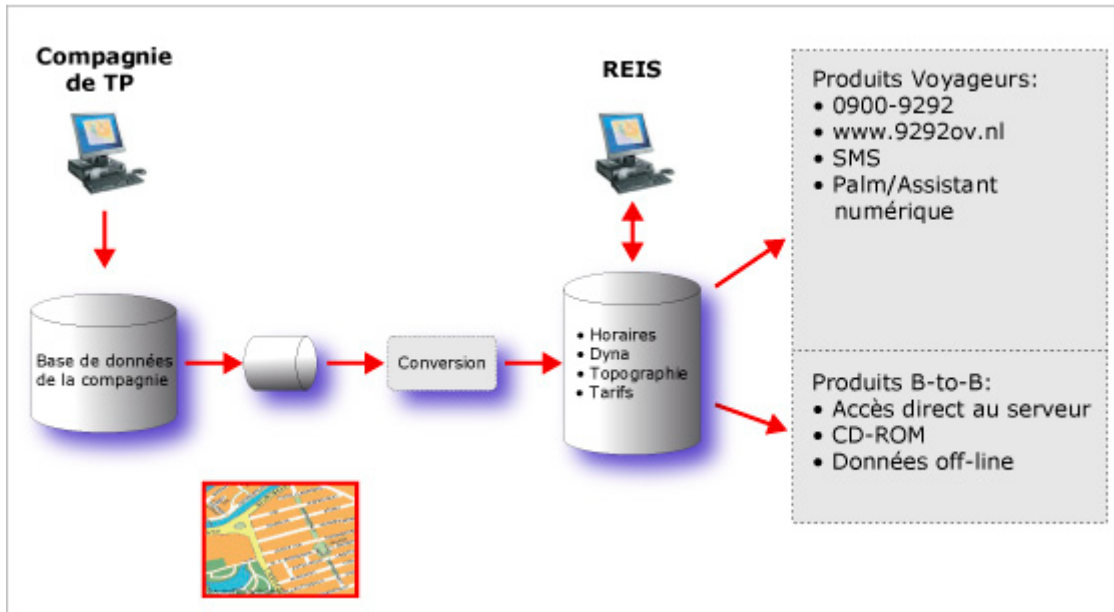 Compagnie
de TP
REIS
Base de données
de la compagnie
Conversion
• Horaires
• Dyna
• Topographie
• Tarifs
Produits Voyageurs:
• 0900-9292
• www.9292ov.nl
• SMS
• Palm/Assistant
numérique
Produits B-to-B:
• Accès direct au serveur
• CD-ROM
• Données off-line